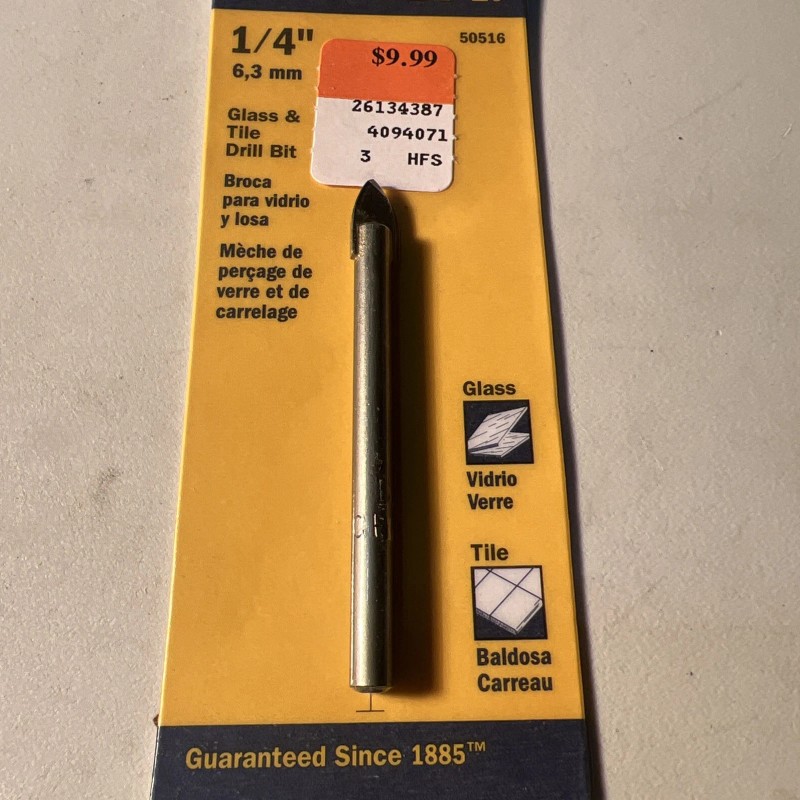 1/4"
6,3 mm
50516
$9.99
26134387
4094071
3 HFS
Glass &
Tile
Drill Bit
Broca
para vidrio
y losa
Mèche de
perçage de
verre et de
carrelage
Glass
Vidrio
Verre
Tile
Baldosa
Carreau
Guaranteed Since 1885™